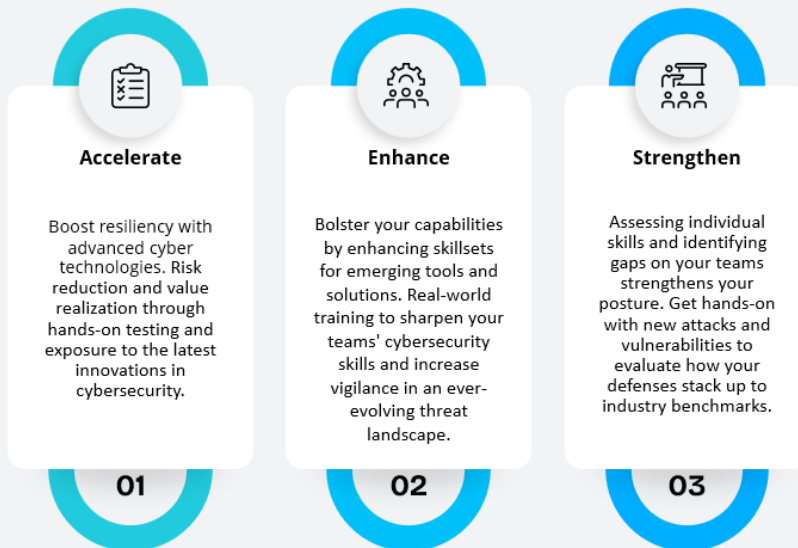 Accelerate
Boost resiliency with
advanced cyber
technologies. Risk
reduction and value
realization through
hands-on testing and
exposure to the latest
innovations in
cybersecurity.
01
Enhance
Bolster your capabilities
by enhancing skillsets
for emerging tools and
solutions. Real-world
training to sharpen your
teams' cybersecurity
skills and increase
vigilance in an ever-
evolving threat
landscape.
02
Strengthen
Assessing individual
skills and identifying
gaps on your teams
strengthens your
posture. Get hands-on
with new attacks and
vulnerabilities to
evaluate how your
defenses stack up to
industry benchmarks.
03